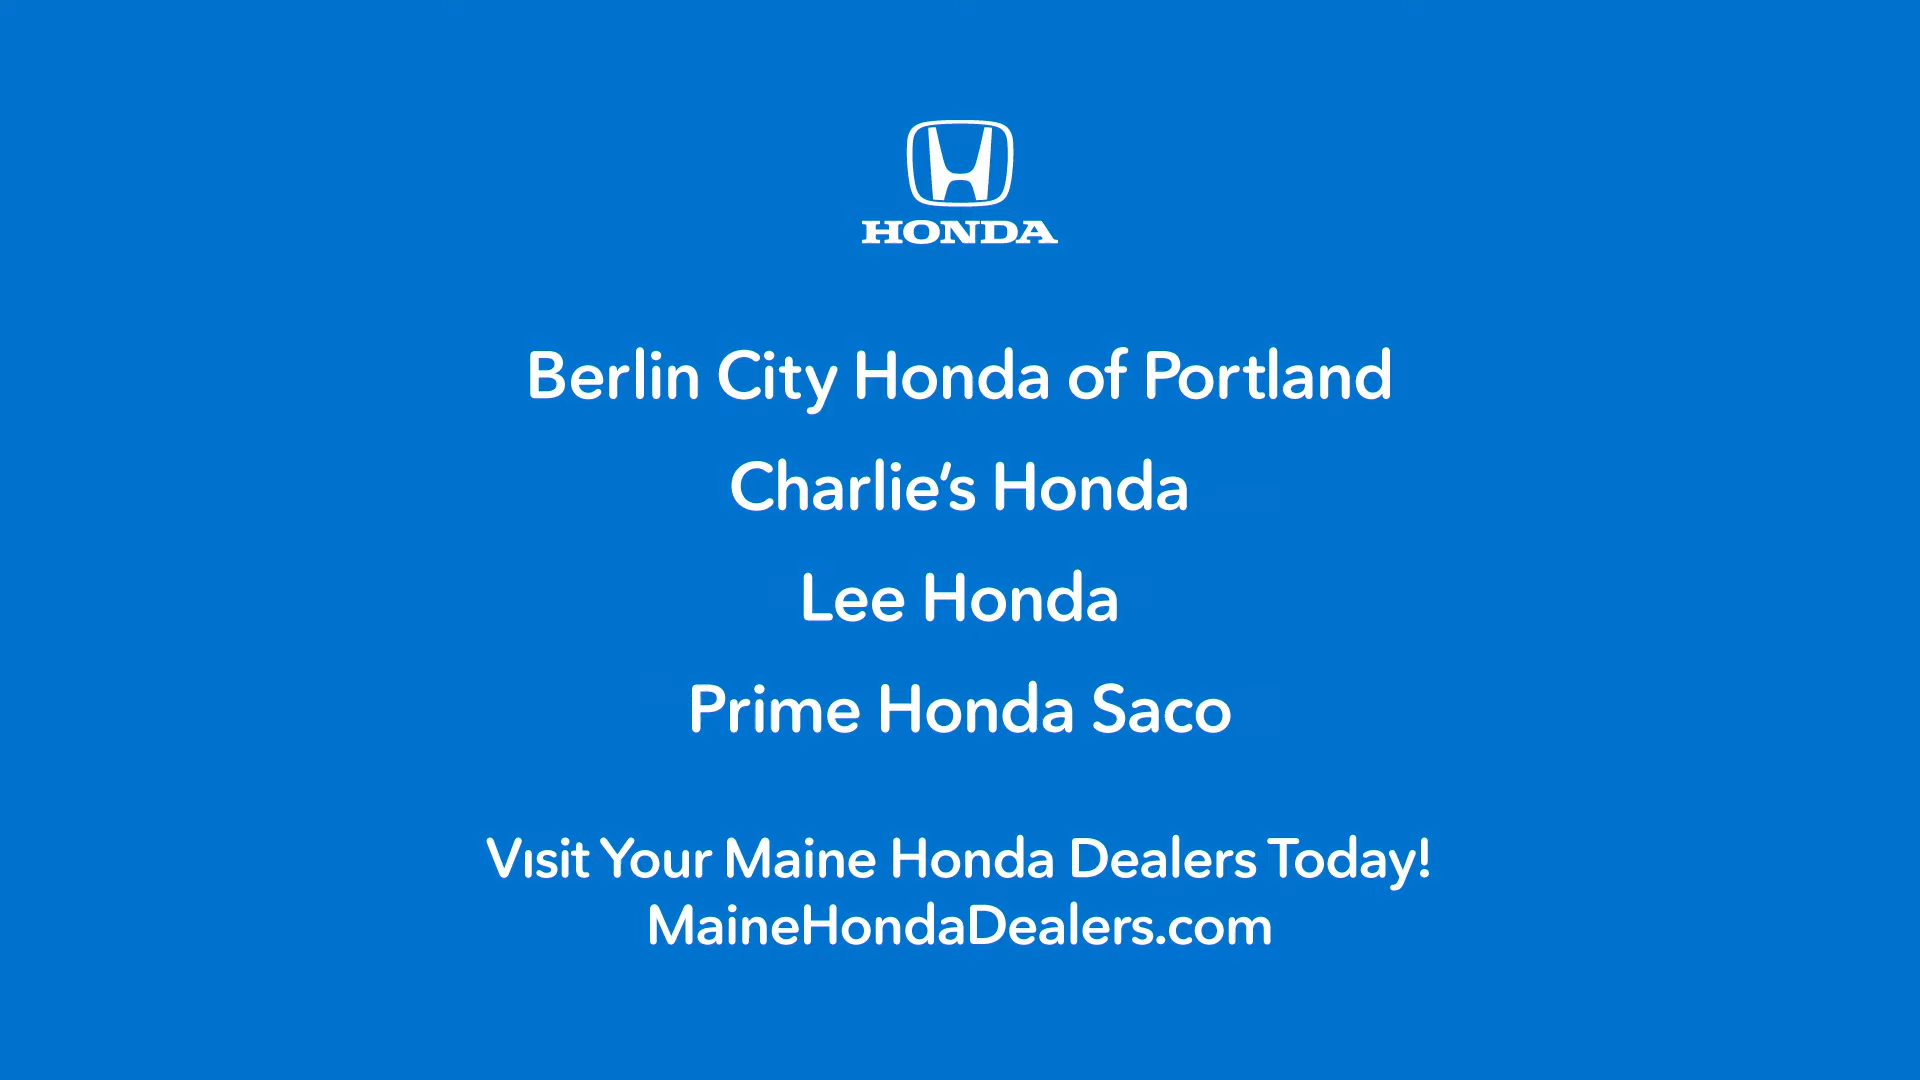 HONDA
Berlin City Honda of Portland
Charlie’s Honda
Lee Honda
Prime Honda Saco
Visit Your Maine Honda Dealers Today!
MaineHondaDealers.com